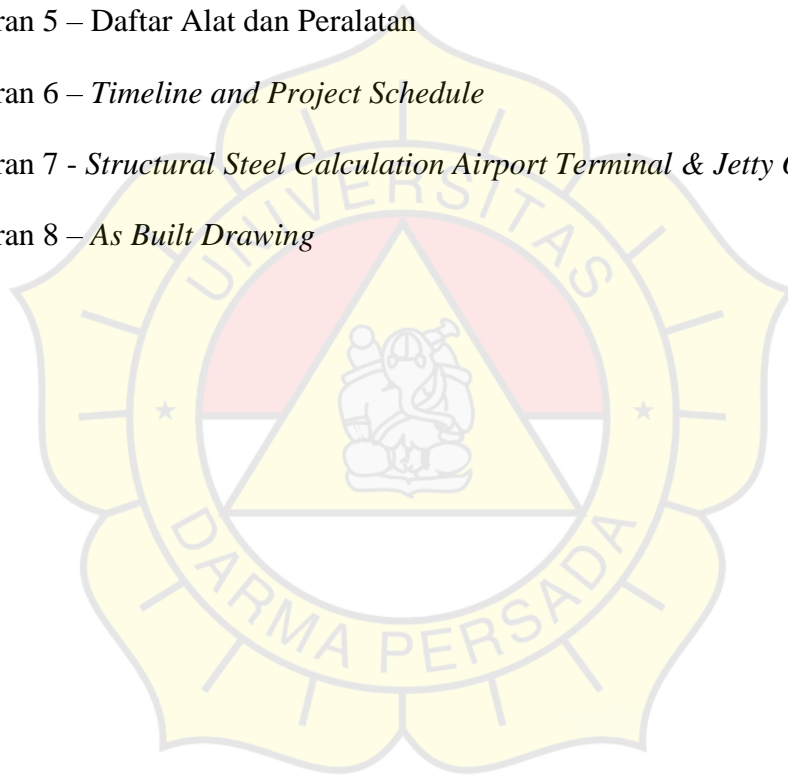 ran 5 – Daftar Alat dan Peralatan
ran 6 – Timeline and Project Schedule
ran 7 - Structural Steel Calculation Airport Terminal & Jetty
ran 8 – As Built Drawing
UNIVERSITAS
DARMA PERSADA